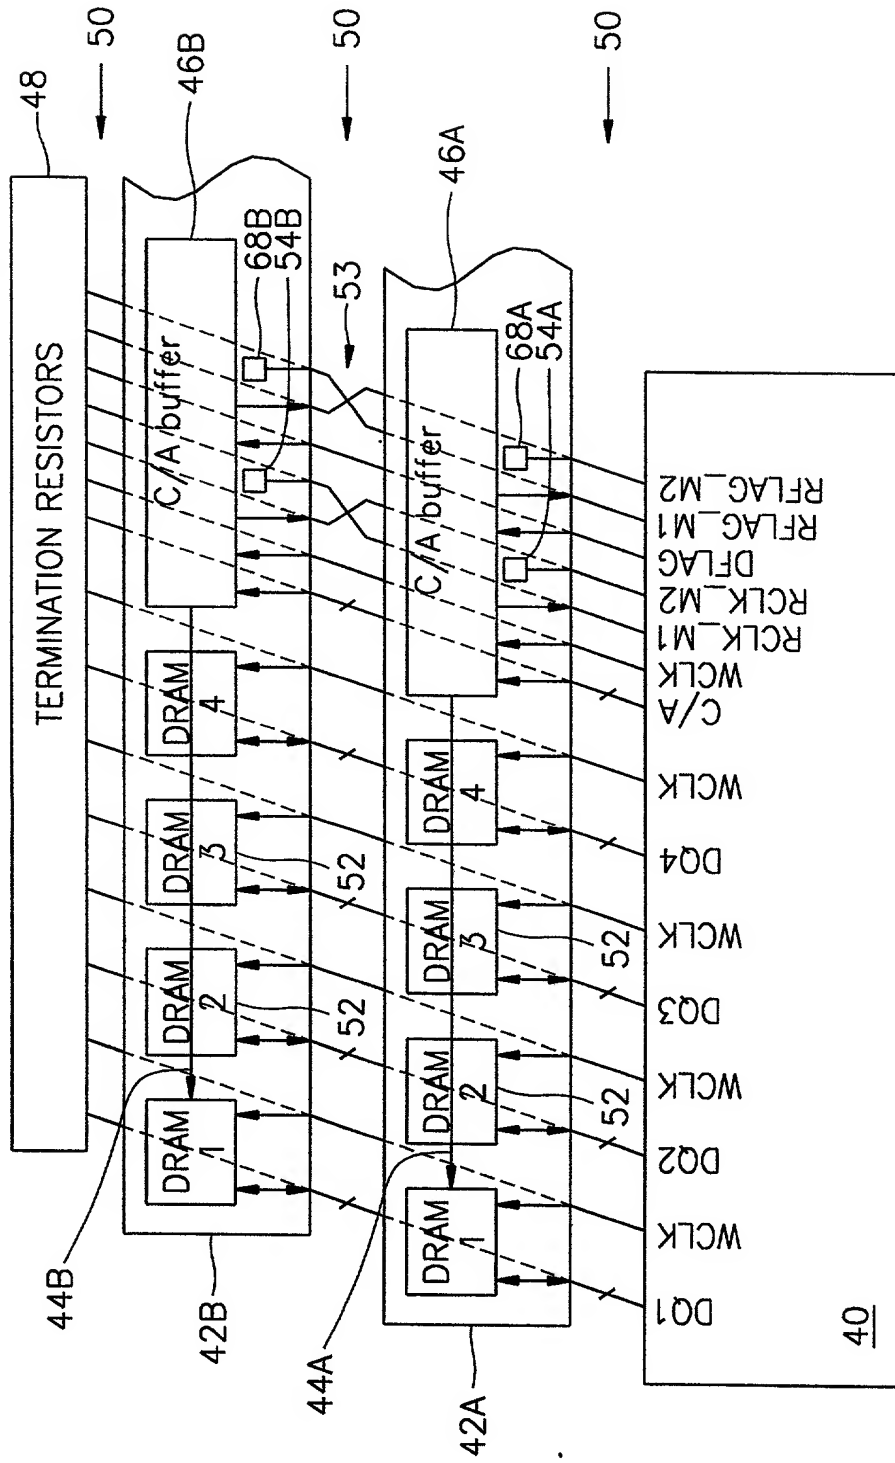 TERMINATION RESISTORS
48
50
C/A buffer
46B
DRAM
4
DRAM
3
52
DRAM
2
52
DRAM
1
44B
42B
68B
54B
53
50
C/A buffer
46A
DRAM
4
DRAM
3
52
DRAM
2
52
DRAM
1
44A
42A
68A
54A
50
DQ1
WCLK
DQ2
WCLK
DQ3
WCLK
DQ4
WCLK
C/A
WCLK
RCLK_M1
RCLK_M2
DFLAG
RFLAG_M1
RFLAG_M2
40